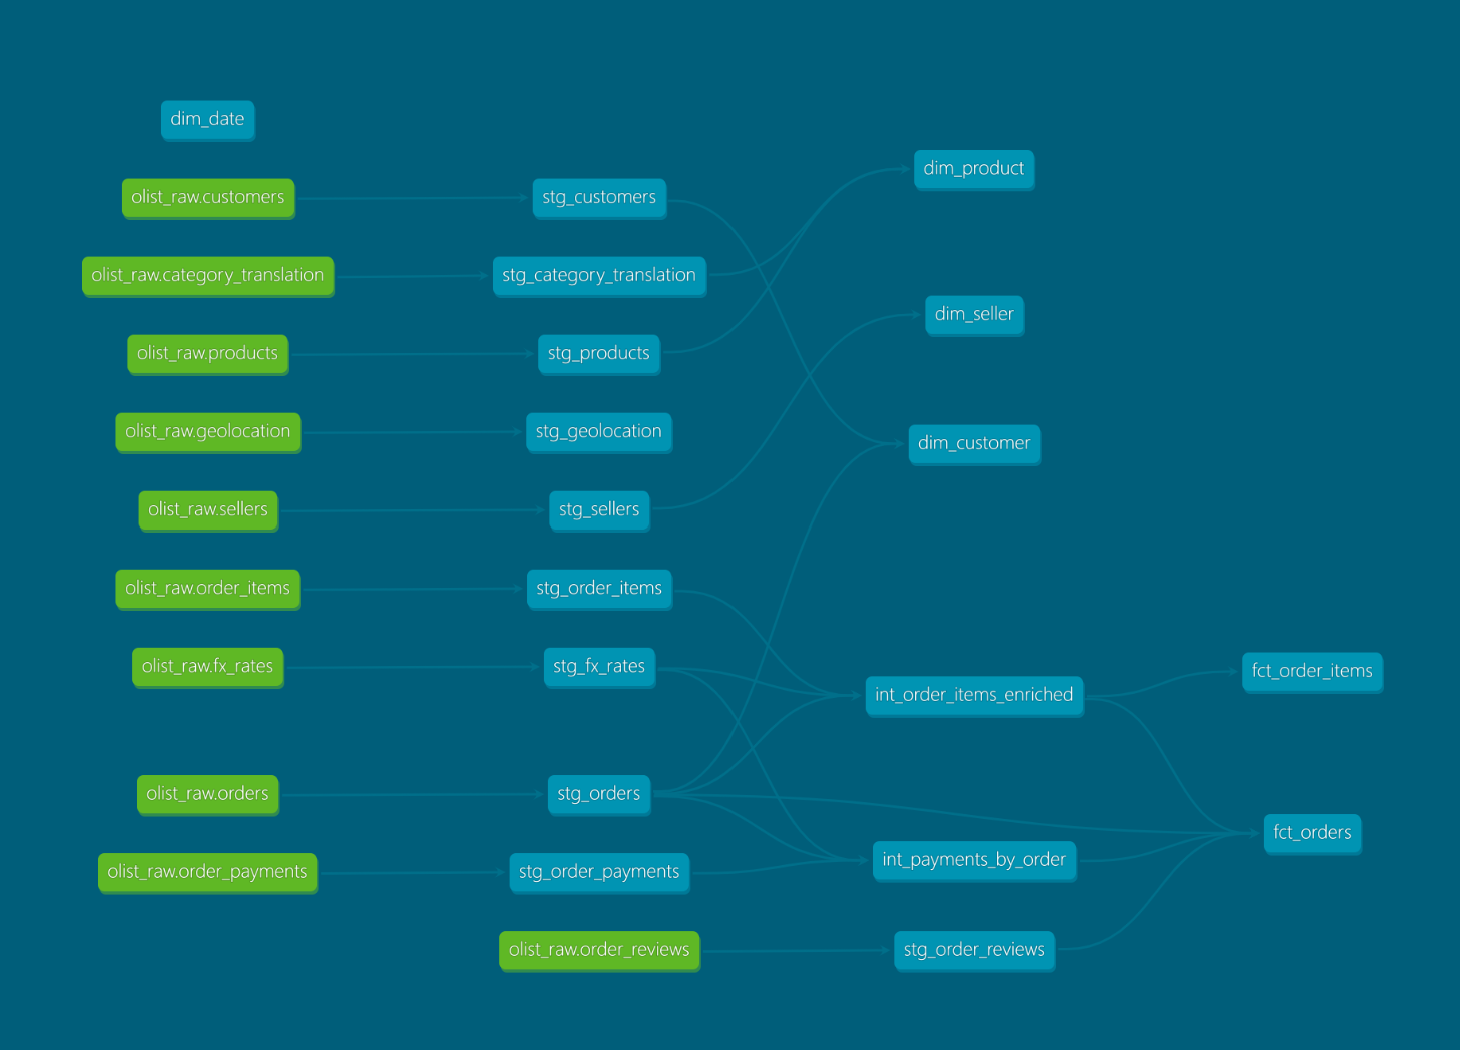 dim_date
olist_raw.customers
stg_customers
dim_product
olist_raw.category_translation
stg_category_translation
dim_seller
olist_raw.products
stg_products
olist_raw.geolocation
stg_geolocation
dim_customer
olist_raw.sellers
stg_sellers
olist_raw.order_items
stg_order_items
olist_raw.fx_rates
stg_fx_rates
int_order_items_enriched
fct_order_items
olist_raw.orders
stg_orders
fct_orders
olist_raw.order_payments
stg_order_payments
int_payments_by_order
olist_raw.order_reviews
stg_order_reviews